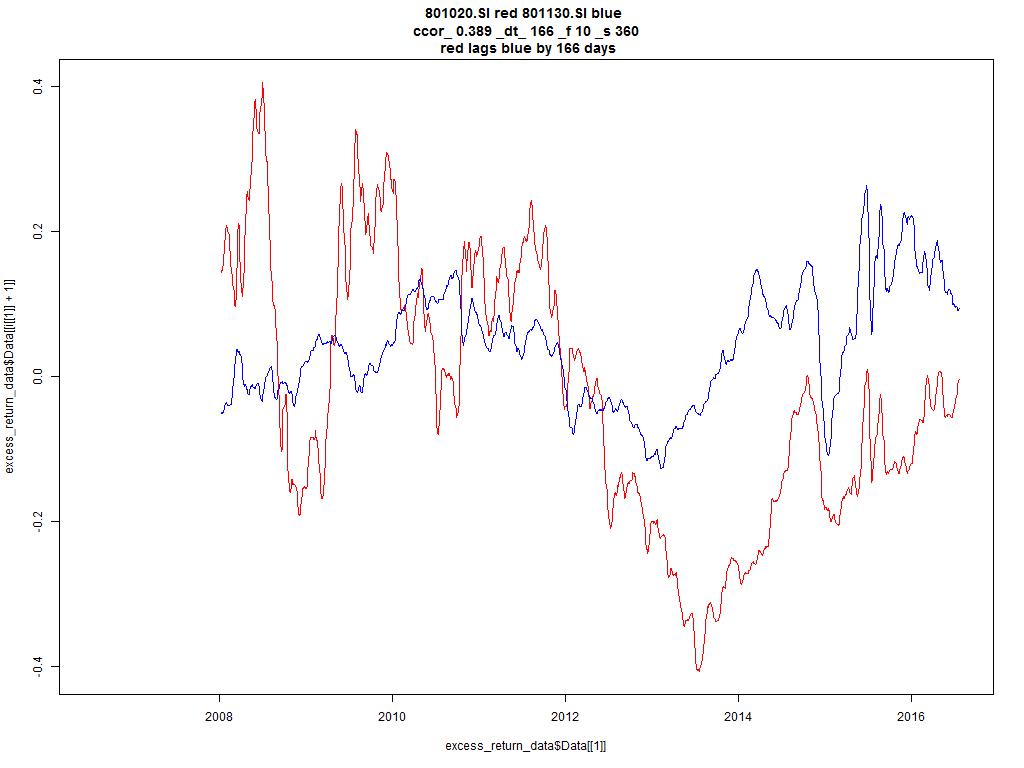 801020.SI red 801130.SI blue
ccor_ 0.389 _dt_ 166 _f 10 _s 360
red lags blue by 166 days
0.4
0.2
0.0
-0.2
-0.4
excess_return_data$Data[[i[[1]] + 1]]
2008 2010 2012 2014 2016
excess_return_data$Data[[1]]